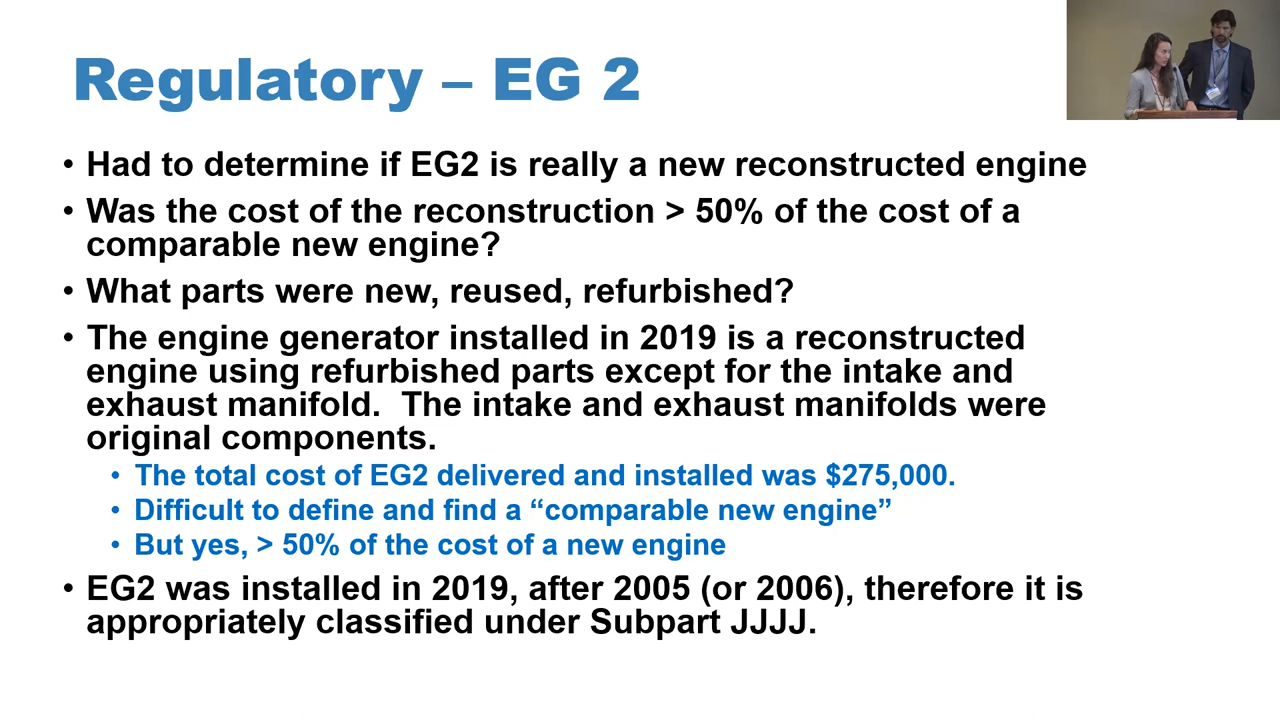 Regulatory – EG 2
• Had to determine if EG2 is really a new reconstructed engine
• Was the cost of the reconstruction > 50% of the cost of a
comparable new engine?
• What parts were new, reused, refurbished?
• The engine generator installed in 2019 is a reconstructed
engine using refurbished parts except for the intake and
exhaust manifold.  The intake and exhaust manifolds were
original components.
• The total cost of EG2 delivered and installed was $275,000.
• Difficult to define and find a “comparable new engine”
• But yes, > 50% of the cost of a new engine
• EG2 was installed in 2019, after 2005 (or 2006), therefore it is
appropriately classified under Subpart JJJJ.